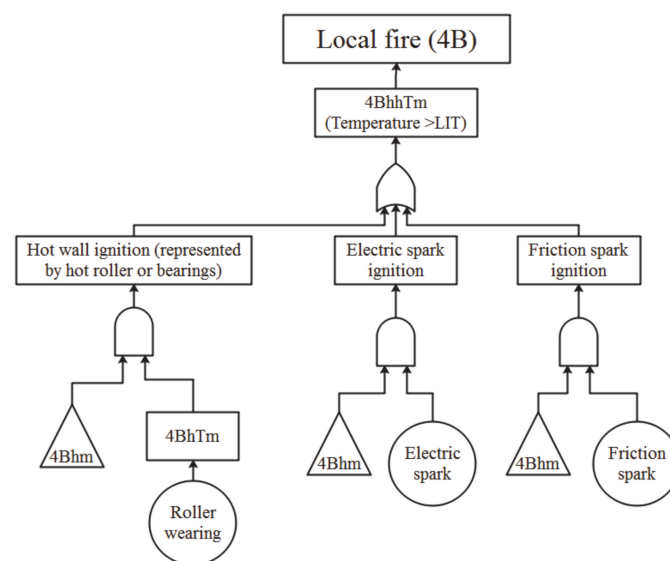 Local fire (4B)
4BhhTm
(Temperature >LIT)
Hot wall ignition (represented
by hot roller or bearings)
Electric spark
ignition
Friction spark
ignition
4Bhm
4BhTm
Roller
wearing
4Bhm
Electric
spark
4Bhm
Friction
spark